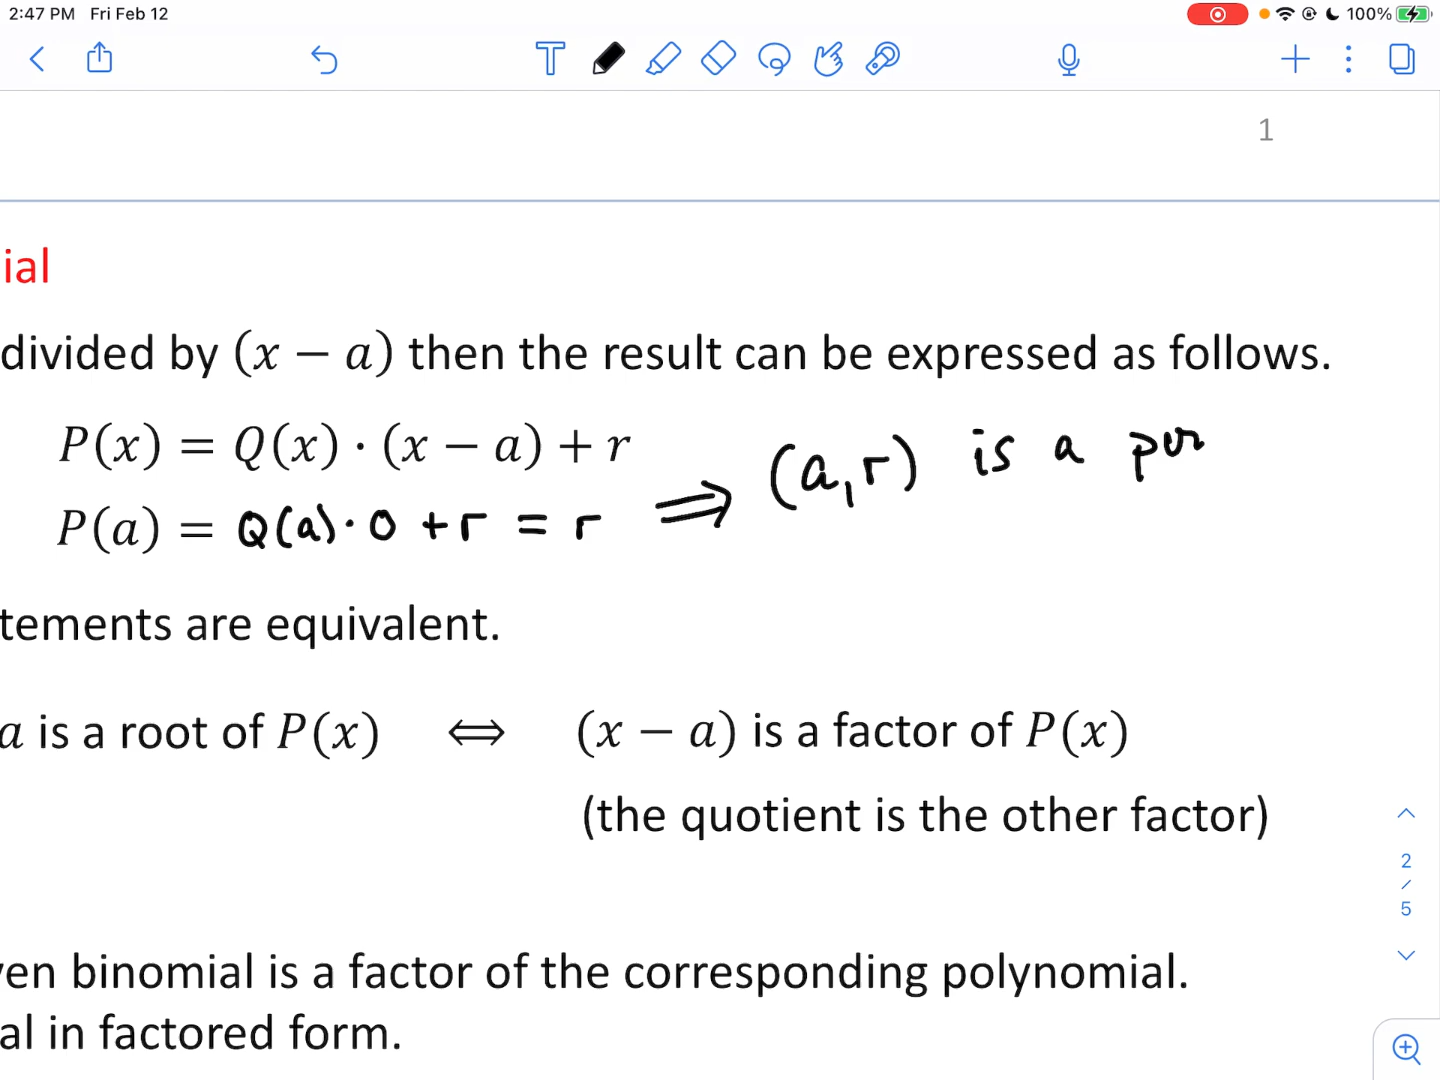 2:47 PM Fri Feb 12 100%
1
ial
divided by (x − a) then the result can be expressed as follows.
P(x) = Q(x) · (x − a) + r
(a,r) is a
P(a) = Q(a) · 0 + r = r ⟹
tements are equivalent.
a is a root of P(x) ⟺ (x − a) is a factor of P(x)
(the quotient is the other factor)
2
/
5
en binomial is a factor of the corresponding polynomial.
al in factored form.